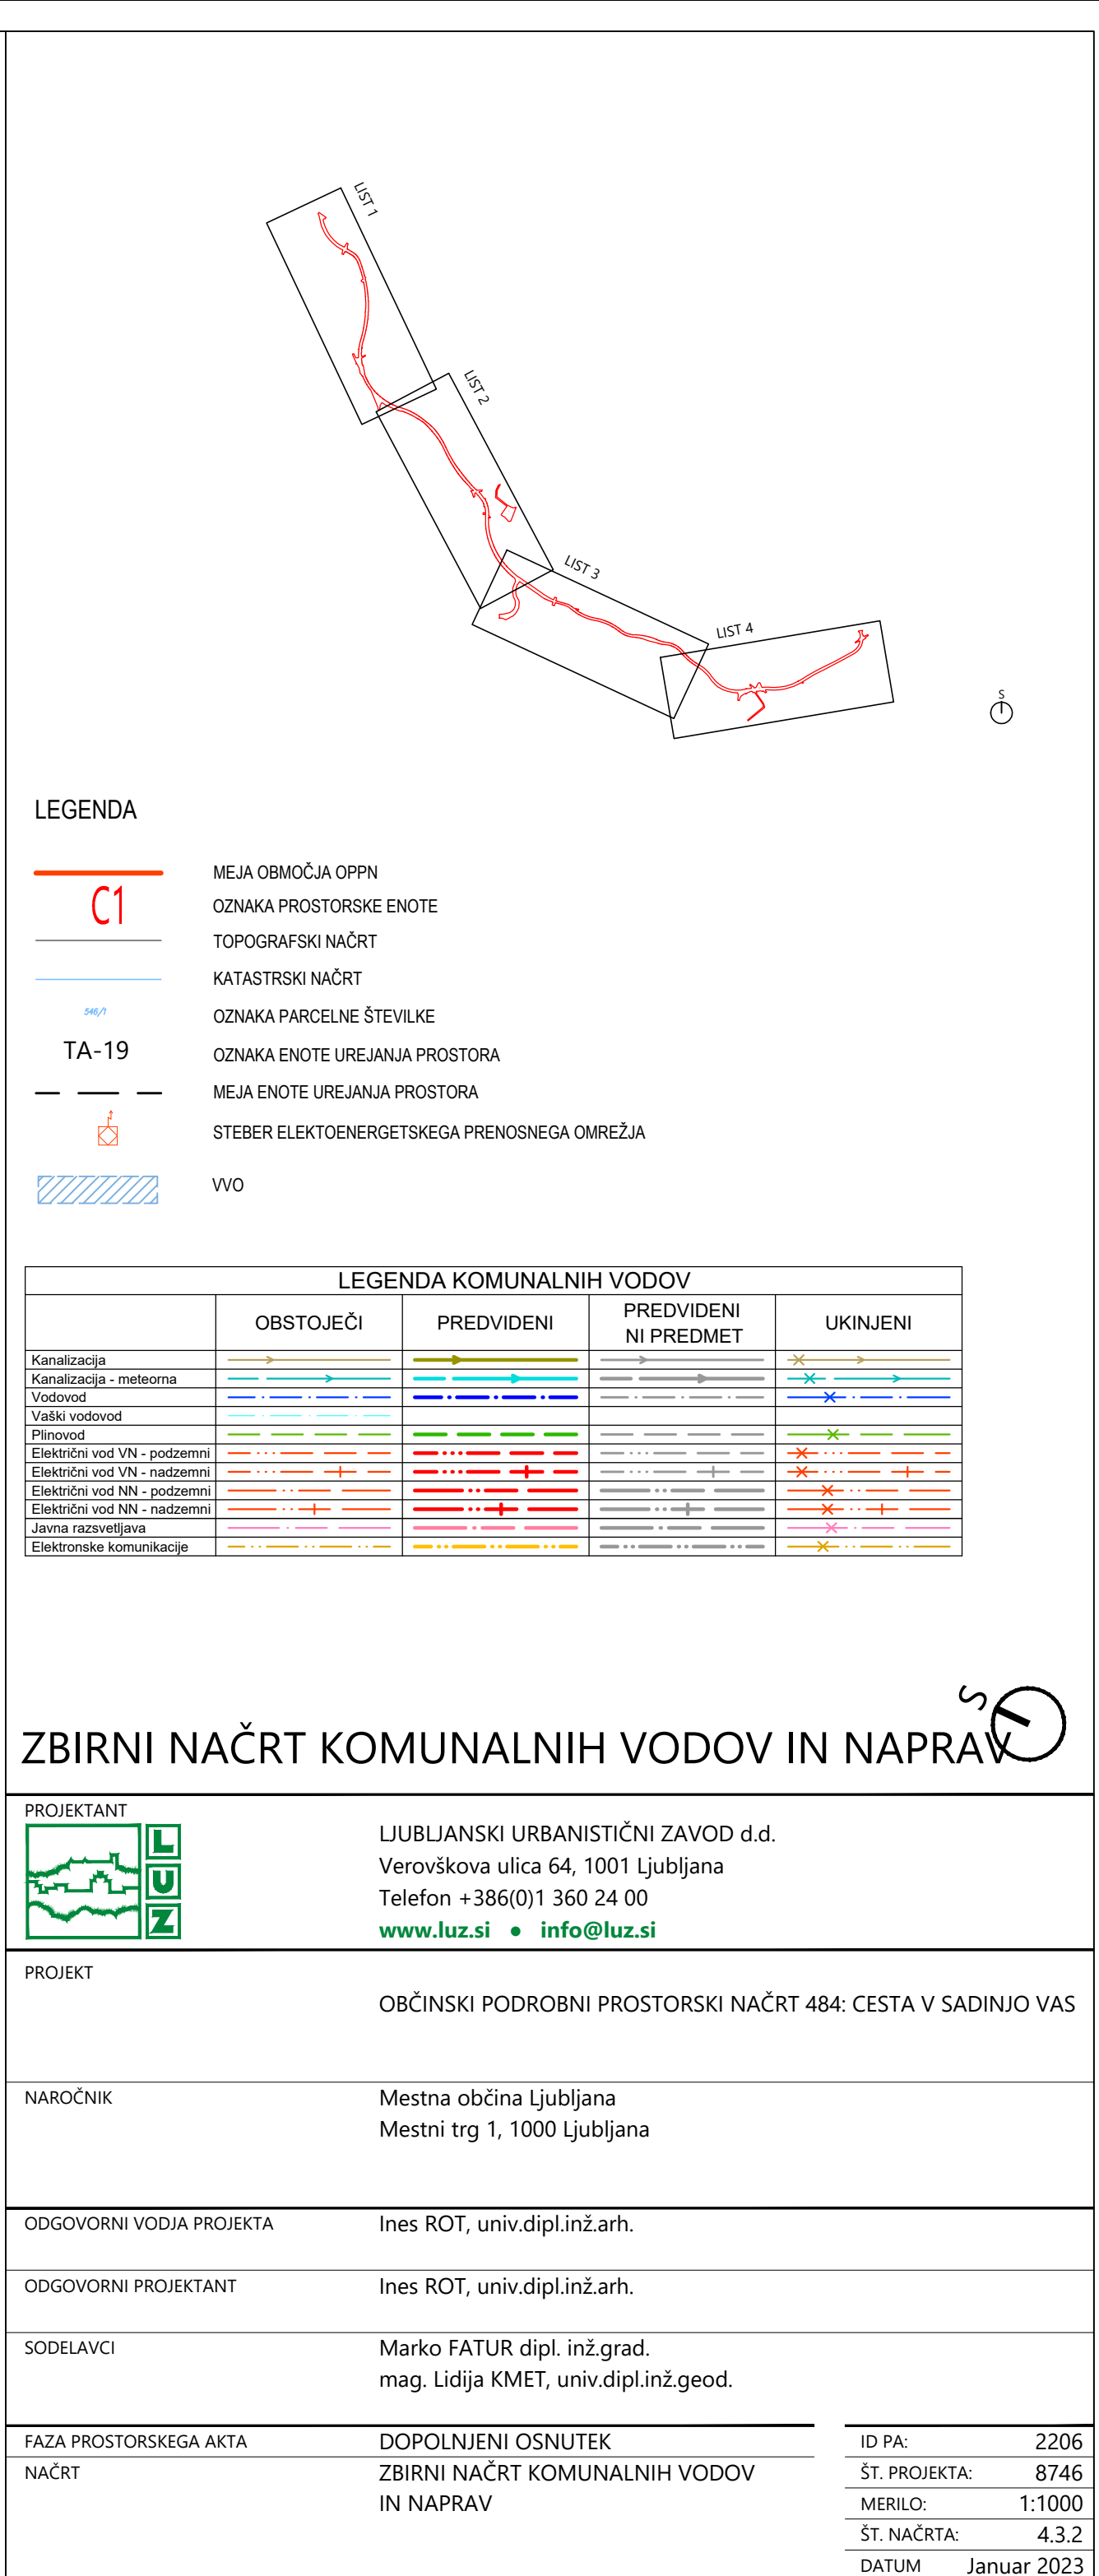 LIST 1
LIST 2
LIST 3
LIST 4
S
LEGENDA
MEJA OBMOČJA OPPN
C1
OZNAKA PROSTORSKE ENOTE
TOPOGRAFSKI NAČRT
KATASTRSKI NAČRT
546/1
OZNAKA PARCELNE ŠTEVILKE
TA-19
OZNAKA ENOTE UREJANJA PROSTORA
MEJA ENOTE UREJANJA PROSTORA
STEBER ELEKTOENERGETSKEGA PRENOSNEGA OMREŽJA
VVO
LEGENDA KOMUNALNIH VODOV
OBSTOJEČI
PREDVIDENI
PREDVIDENI
NI PREDMET
UKINJENI
Kanalizacija
Kanalizacija - meteorna
Vodovod
Vaški vodovod
Plinovod
Električni vod VN - podzemni
Električni vod VN - nadzemni
Električni vod NN - podzemni
Električni vod NN - nadzemni
Javna razsvetljava
Elektronske komunikacije
S
ZBIRNI NAČRT KOMUNALNIH VODOV IN NAPRAV
PROJEKTANT
L
U
Z
LJUBLJANSKI URBANISTIČNI ZAVOD d.d.
Verovškova ulica 64, 1001 Ljubljana
Telefon +386(0)1 360 24 00
www.luz.si ● info@luz.si
PROJEKT
OBČINSKI PODROBNI PROSTORSKI NAČRT 484: CESTA V SADINJO VAS
NAROČNIK
Mestna občina Ljubljana
Mestni trg 1, 1000 Ljubljana
ODGOVORNI VODJA PROJEKTA
Ines ROT, univ.dipl.inž.arh.
ODGOVORNI PROJEKTANT
Ines ROT, univ.dipl.inž.arh.
SODELAVCI
Marko FATUR dipl. inž.grad.
mag. Lidija KMET, univ.dipl.inž.geod.
FAZA PROSTORSKEGA AKTA
DOPOLNJENI OSNUTEK
NAČRT
ZBIRNI NAČRT KOMUNALNIH VODOV
IN NAPRAV
ID PA: 2206
ŠT. PROJEKTA: 8746
MERILO: 1:1000
ŠT. NAČRTA: 4.3.2
DATUM Januar 2023